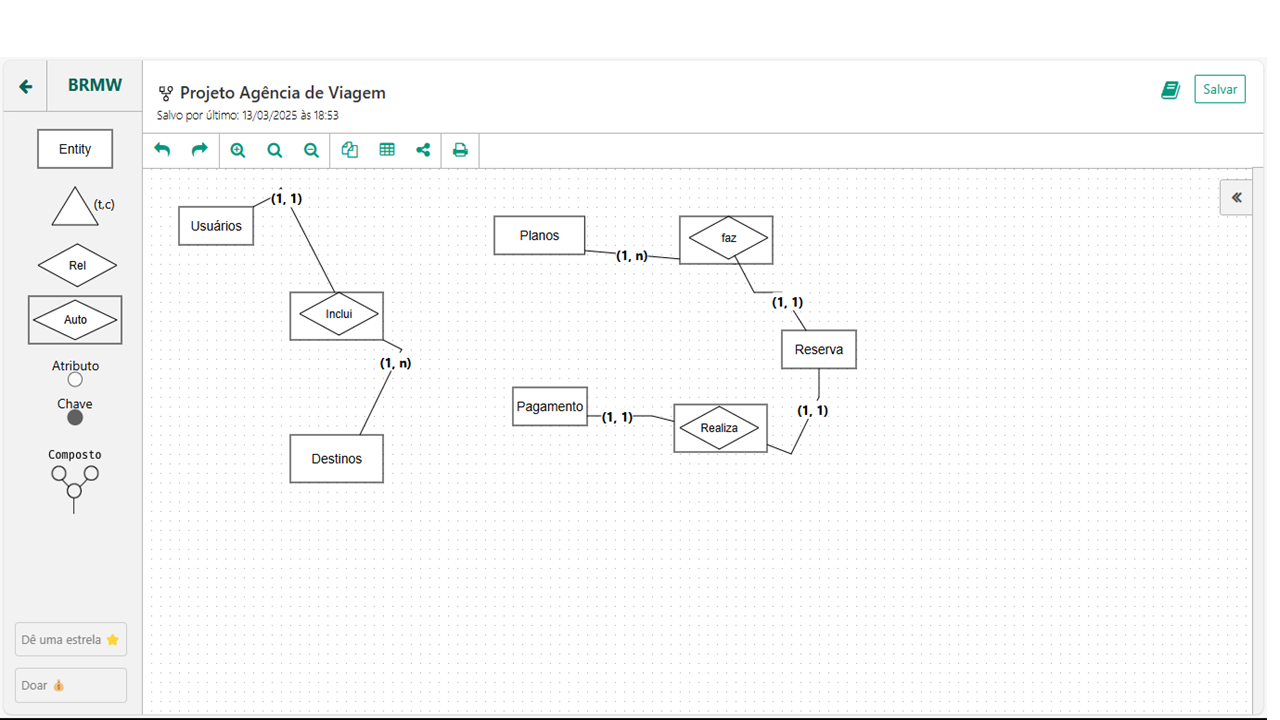 BRMW
Projeto Agência de Viagem
Salvar
Salvo por último: 13/03/2025 às 18:53
Entity
(t,c)
Rel
Auto
Atributo
Chave
Composto
Dê uma estrela
Doar
(1, 1)
Usuários
Inclui
(1, n)
Destinos
Planos
(1, n)
faz
(1, 1)
Reserva
Pagamento
(1, 1)
Realiza
(1, 1)